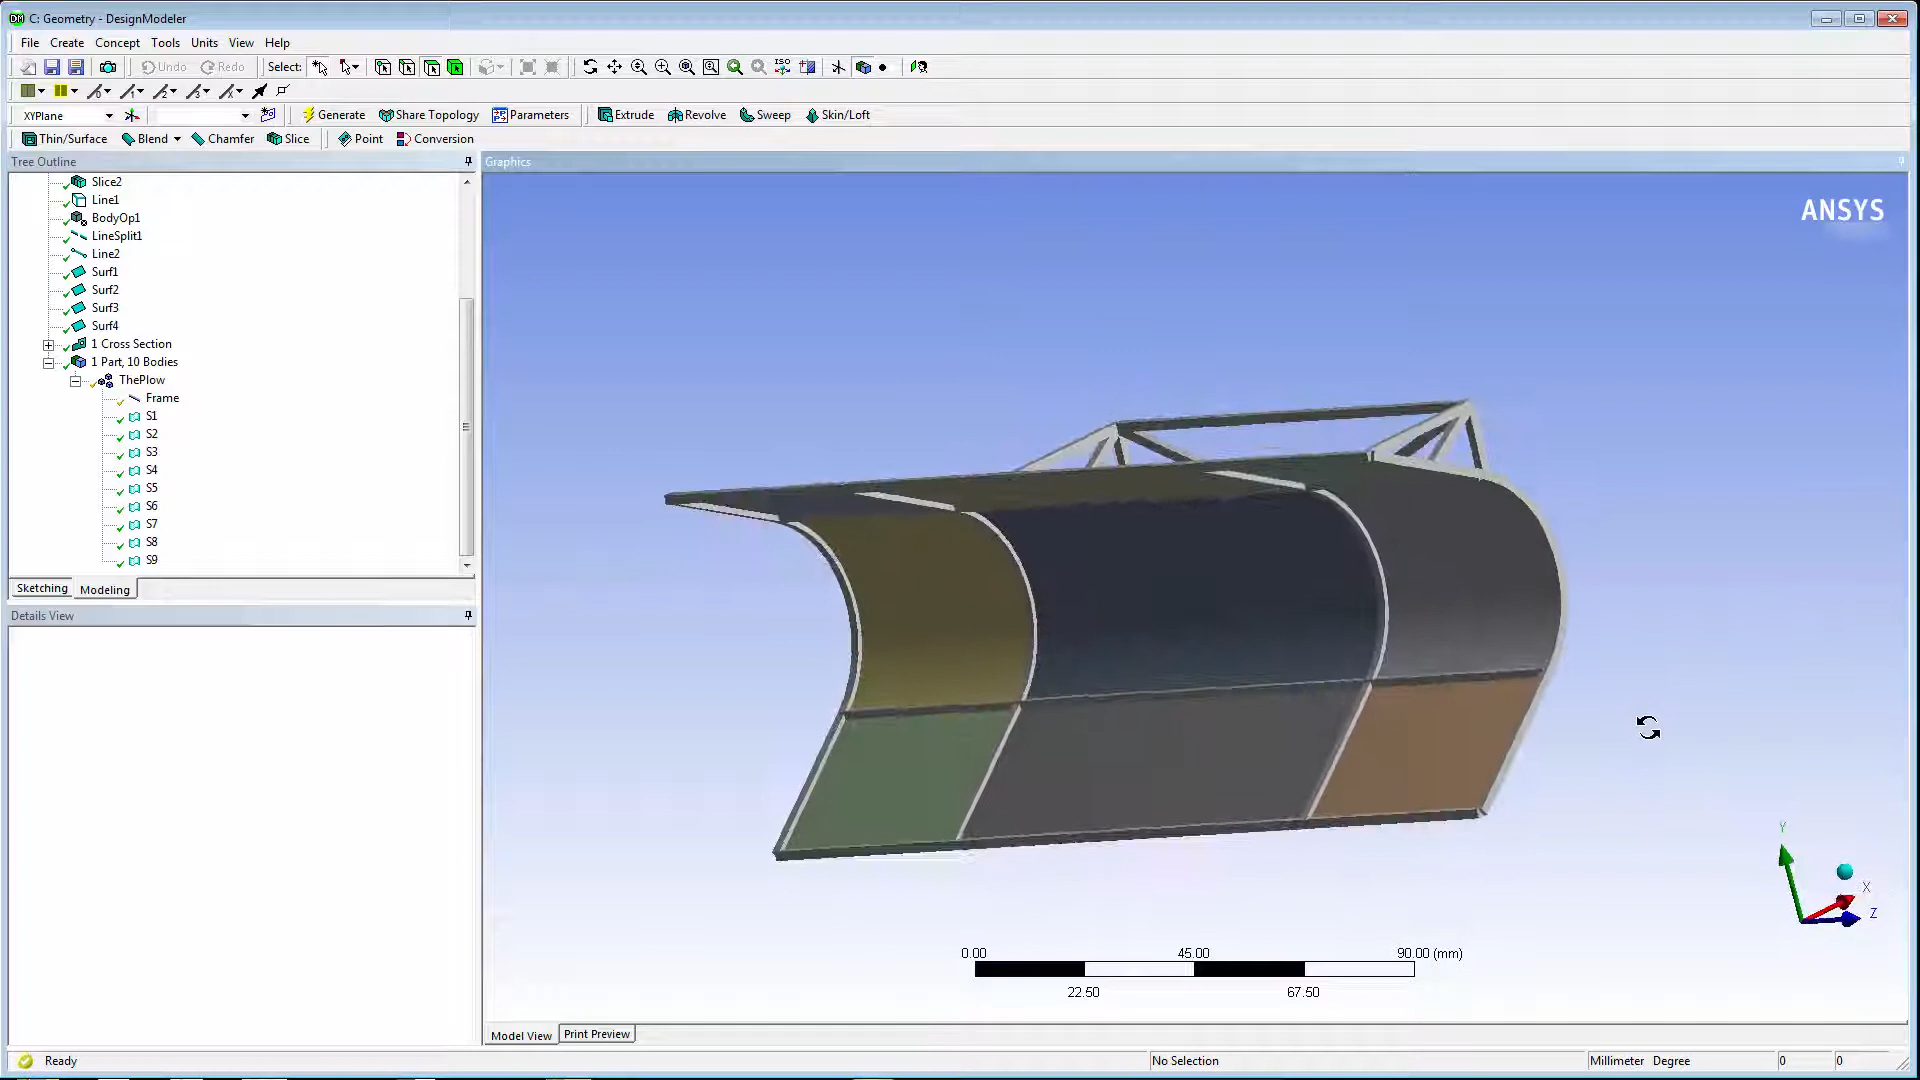 C: Geometry - DesignModeler
File Create Concept Tools Units View Help
Undo Redo Select: ISO
XYPlane Generate Share Topology Parameters Extrude Revolve Sweep Skin/Loft
Thin/Surface Blend Chamfer Slice Point Conversion
Tree Outline
Slice2
Line1
BodyOp1
LineSplit1
Line2
Surf1
Surf2
Surf3
Surf4
1 Cross Section
1 Part, 10 Bodies
ThePlow
Frame
S1
S2
S3
S4
S5
S6
S7
S8
S9
Sketching Modeling
Details View
Graphics
ANSYS
Y
X
Z
0.00 45.00 90.00 (mm)
22.50 67.50
Model View Print Preview
Ready No Selection Millimeter Degree 0 0